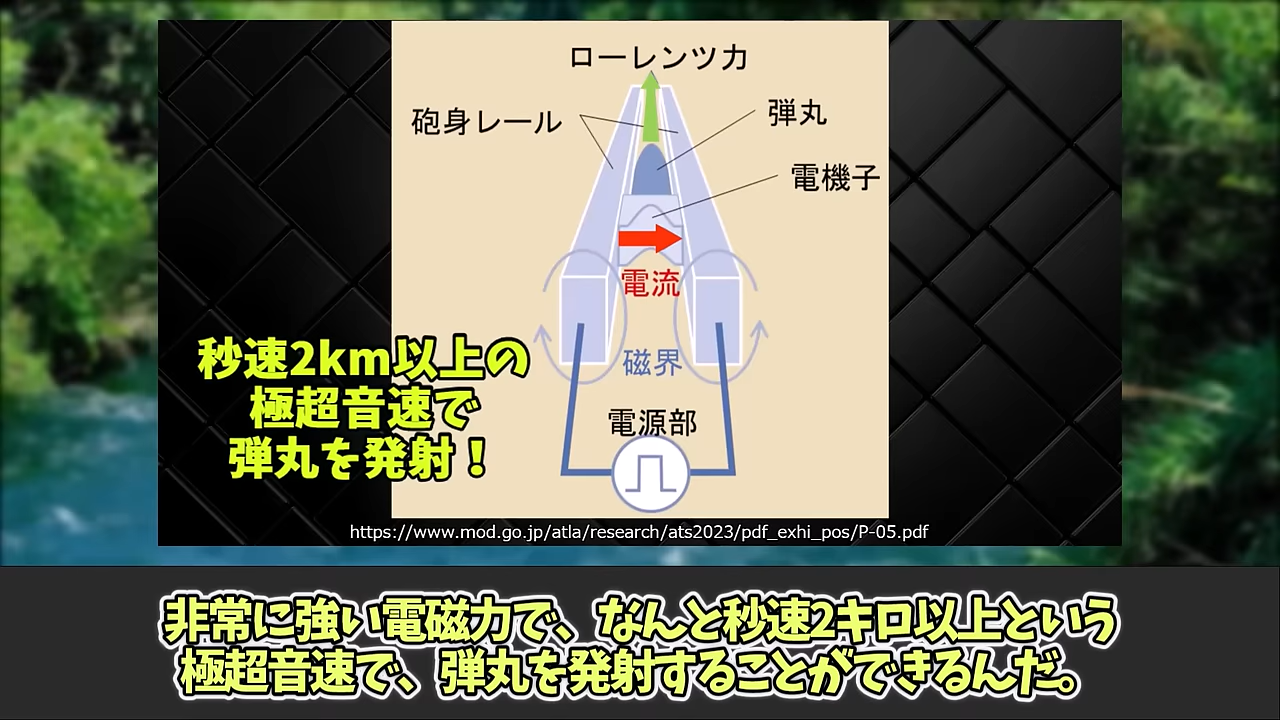 ローレンツ力
砲身レール
弾丸
電機子
電流
磁界
電源部
秒速2km以上の
極超音速で
弾丸を発射！
https://www.mod.go.jp/atla/research/ats2023/pdf_exhi_pos/P-05.pdf
非常に強い電磁力で、なんと秒速2キロ以上という
極超音速で、弾丸を発射することができるんだ。